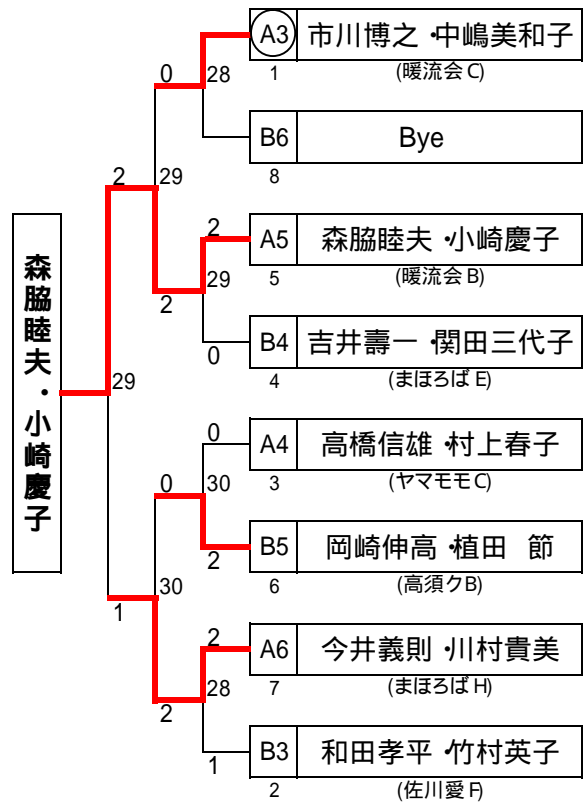 A3 市川博之・中嶋美和子
1 (暖流会C)
0 28
B6 Bye
8
2 29
2 A5 森脇睦夫・小崎慶子
5 (暖流会B)
2 29
0 B4 吉井壽一・関田三代子
4 (まほろばE)
森脇睦夫・小崎慶子
29
0 A4 高橋信雄・村上春子
3 (ヤマモモC)
0 30
2 B5 岡崎伸高・植田 節
6 (高須クB)
1 30
2 A6 今井義則・川村貴美
7 (まほろばH)
2 28
1 B3 和田孝平・竹村英子
2 (佐川愛F)